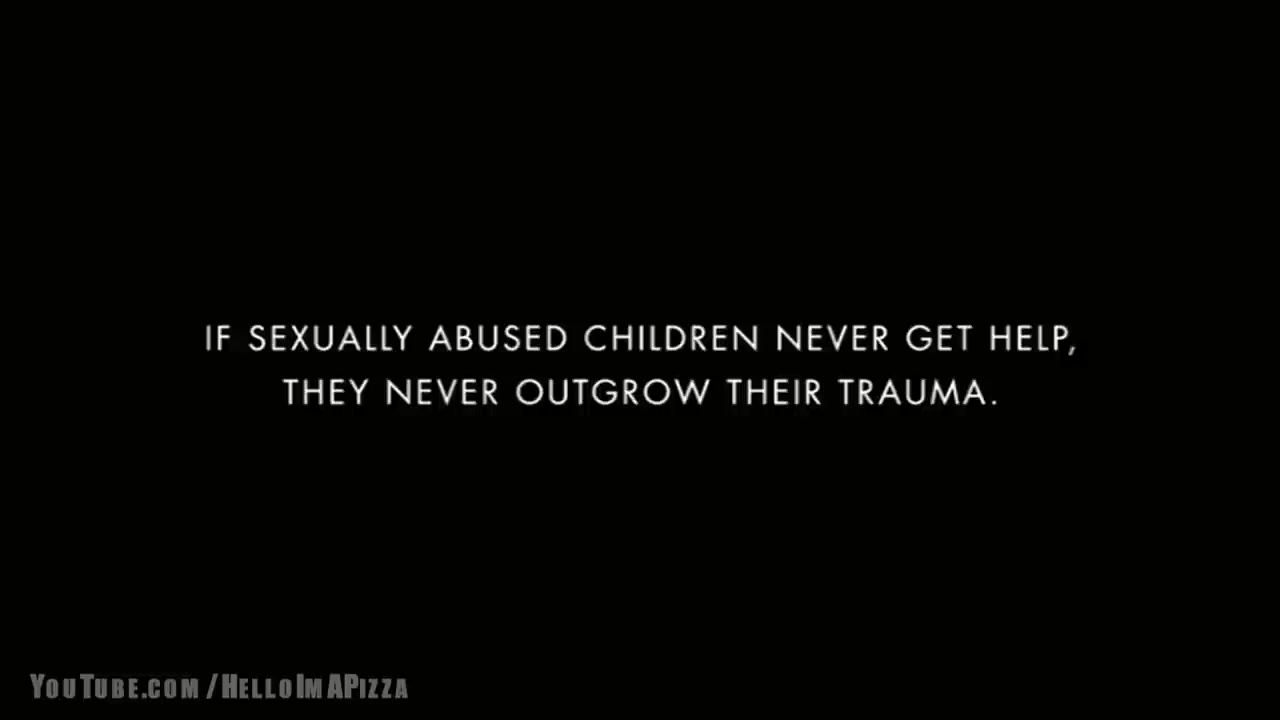 IF SEXUALLY ABUSED CHILDREN NEVER GET HELP,
THEY NEVER OUTGROW THEIR TRAUMA.
YouTube.com/HelloImAPizza